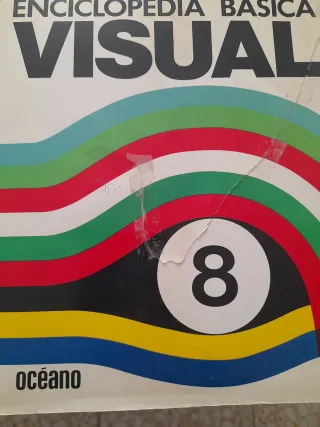 ENCICLOPEDIA BASICA
VISUAL
8
océano